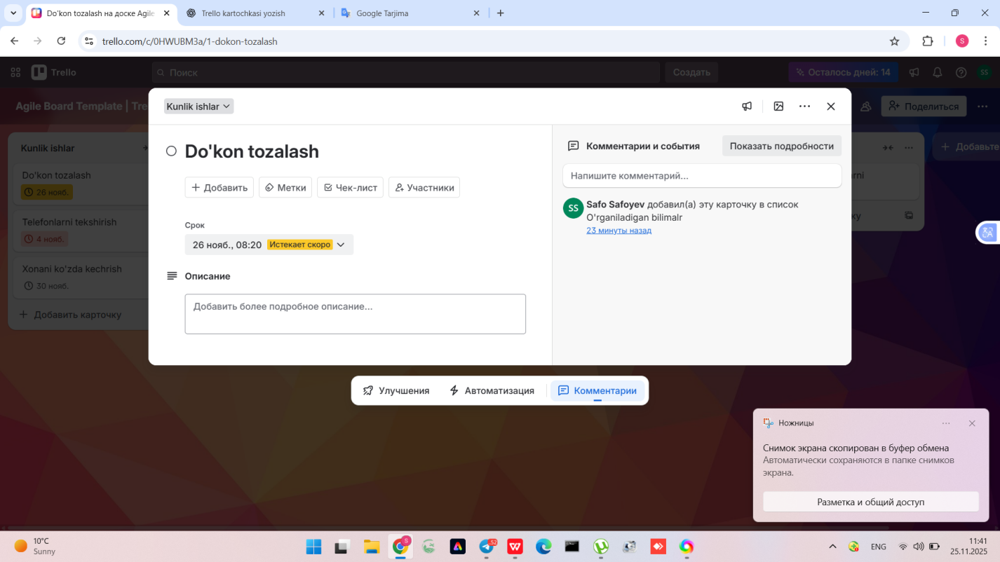 Do'kon tozalash на доске Agile
Trello kartochkasi yozish
Google Tarjima
trello.com/c/0HWUBM3a/1-dokon-tozalash
S
Trello
Поиск
Создать
Осталось дней: 14
SS
Agile Board Template | Tre
Поделиться
Kunlik ishlar
Do'kon tozalash
26 нояб.
Telefonlarni tekshirish
4 нояб.
Xonani ko'zda kechrish
30 нояб.
Добавить карточку
Добавьте
Kunlik ishlar
Do'kon tozalash
Добавить
Метки
Чек-лист
Участники
Срок
26 нояб., 08:20 Истекает скоро
Описание
Добавить более подробное описание...
Комментарии и события
Показать подробности
Напишите комментарий...
SS
Safo Safoyev добавил(а) эту карточку в список
O'rganiladigan bilimalr
23 минуты назад
Улучшения
Автоматизация
Комментарии
Ножницы
Снимок экрана скопирован в буфер обмена
Автоматически сохраняются в папке снимков
экрана.
Разметка и общий доступ
10°C
Sunny
S
52
ENG
11:41
25.11.2025